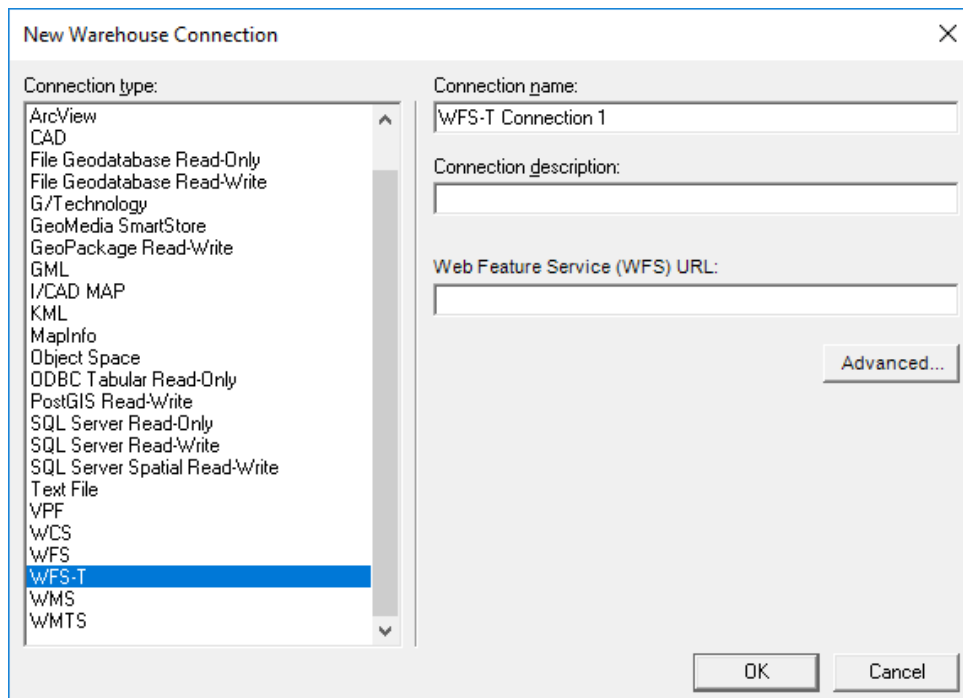 New Warehouse Connection
Connection type:
ArcView
CAD
File Geodatabase Read-Only
File Geodatabase Read-Write
G/Technology
GeoMedia SmartStore
GeoPackage Read-Write
GML
I/CAD MAP
KML
MapInfo
Object Space
ODBC Tabular Read-Only
PostGIS Read-Write
SQL Server Read-Only
SQL Server Read-Write
SQL Server Spatial Read-Write
Text File
VPF
WCS
WFS
WFS-T
WMS
WMTS
Connection name:
WFS-T Connection 1
Connection description:
Web Feature Service (WFS) URL:
Advanced...
OK
Cancel